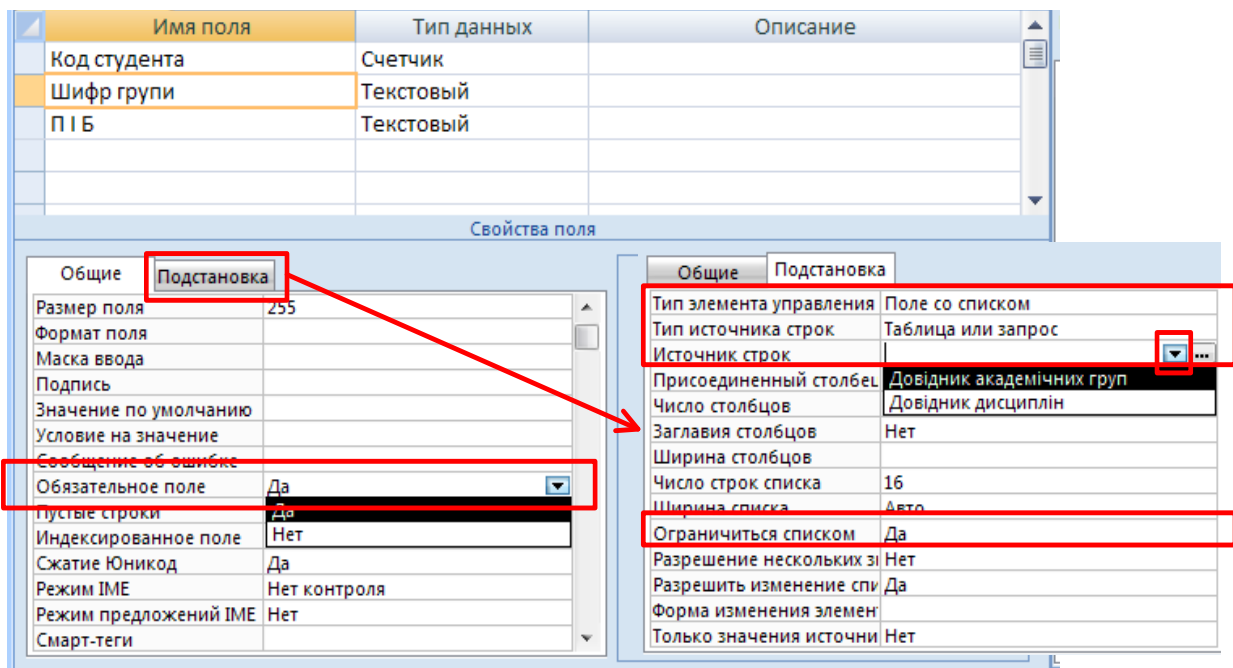 Имя поля Тип данных Описание
Код студента Счетчик
Шифр групи Текстовый
П І Б Текстовый
Свойства поля
Общие Подстановка
Размер поля 255
Формат поля
Маска ввода
Подпись
Значение по умолчанию
Условие на значение
Сообщение об ошибке
Обязательное поле Да
Пустые строки Да
Индексированное поле Нет
Сжатие Юникод Да
Режим IME Нет контроля
Режим предложений IME Нет
Смарт-теги
Общие Подстановка
Тип элемента управления Поле со списком
Тип источника строк Таблица или запрос
Источник строк
Присоединенный столбец Довідник академічних груп
Число столбцов Довідник дисциплін
Заглавия столбцов Нет
Ширина столбцов
Число строк списка 16
Ширина списка Авто
Ограничиться списком Да
Разрешение нескольких з Нет
Разрешить изменение спи Да
Форма изменения элемен
Только значения источни Нет